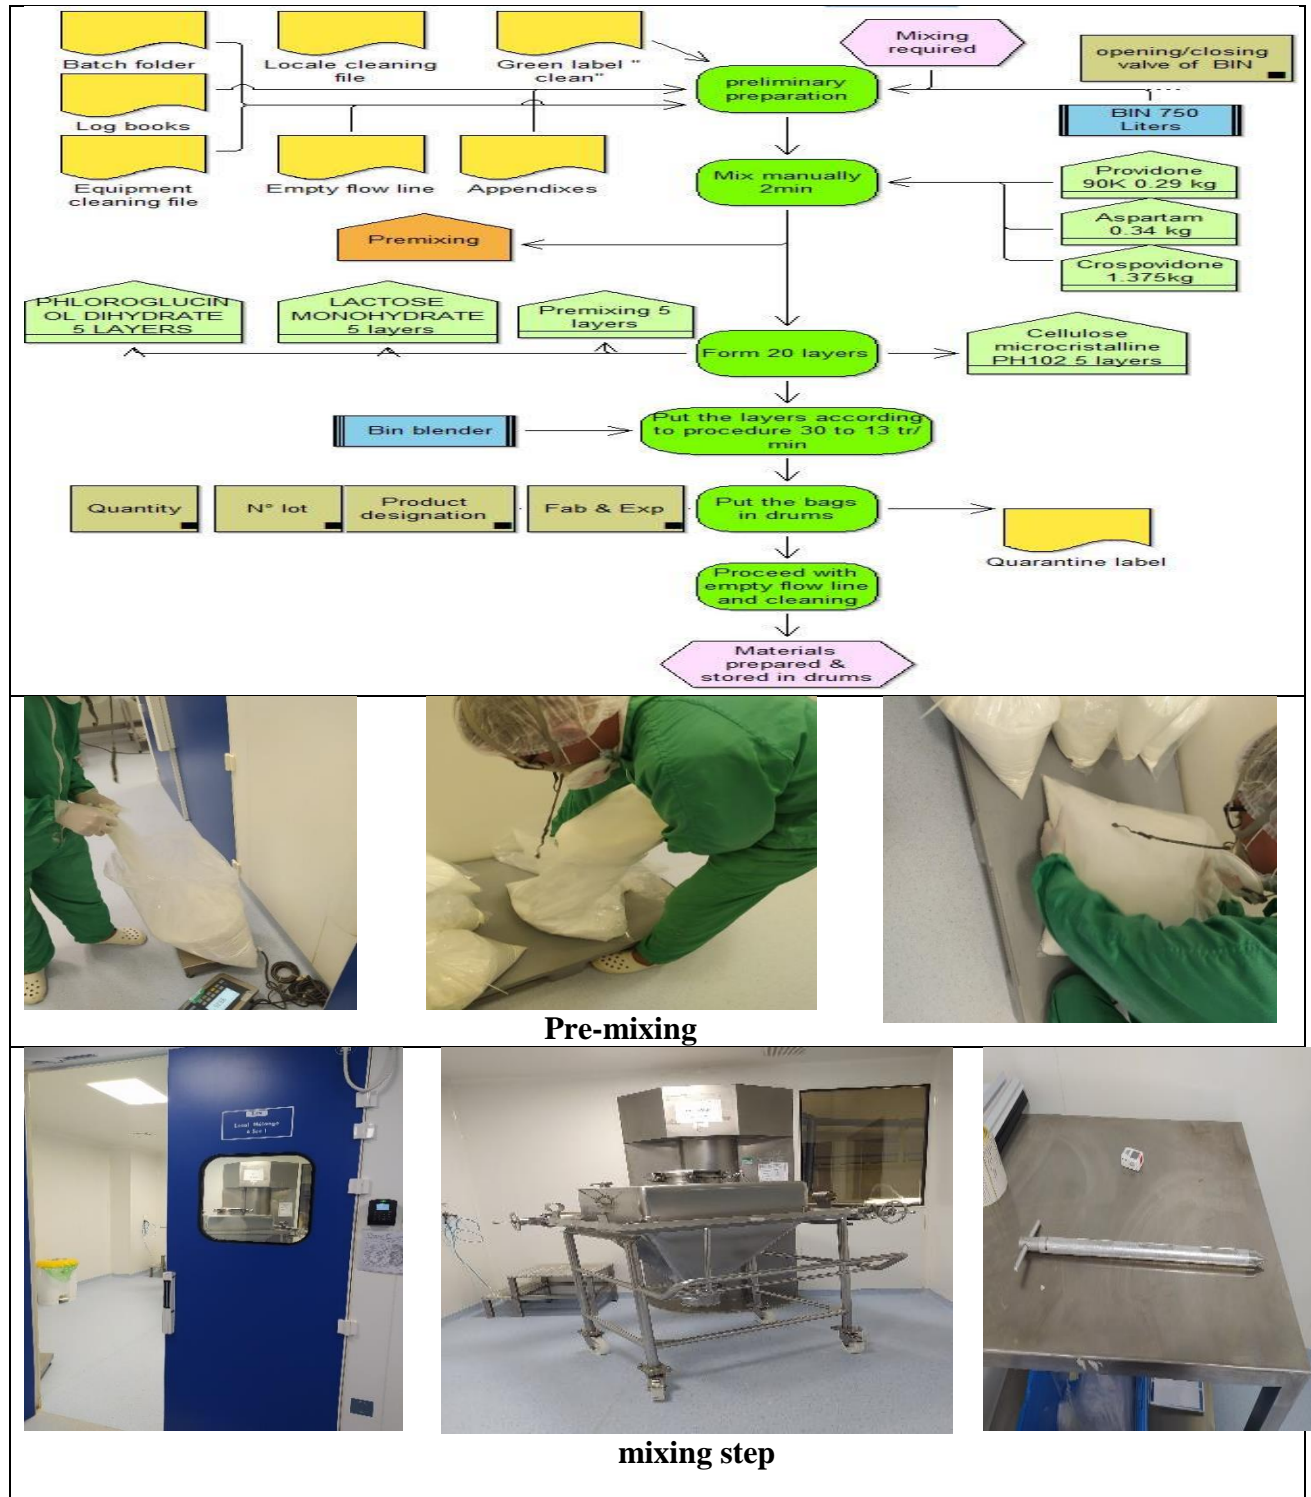 Batch folder
Locale cleaning
file
Green label "
clean"
Mixing
required
opening/closing
valve of BIN
preliminary
preparation
Log books
BIN 750
Liters
Equipment
cleaning file
Empty flow line
Appendixes
Mix manually
2min
Providone
90K 0.29 kg
Aspartam
0.34 kg
Crospovidone
1.375kg
Premixing
PHLOROGLUCIN
OL DIHYDRATE
5 LAYERS
LACTOSE
MONOHYDRATE
5 layers
Premixing 5
layers
Form 20 layers
Cellulose
microcristalline
PH102 5 layers
Bin blender
Put the layers according
to procedure 30 to 13 tr/
min
Quantity
N° lot
Product
designation
Fab & Exp
Put the bags
in drums
Quarantine label
Proceed with
empty flow line
and cleaning
Materials
prepared &
stored in drums
Pre-mixing
mixing step